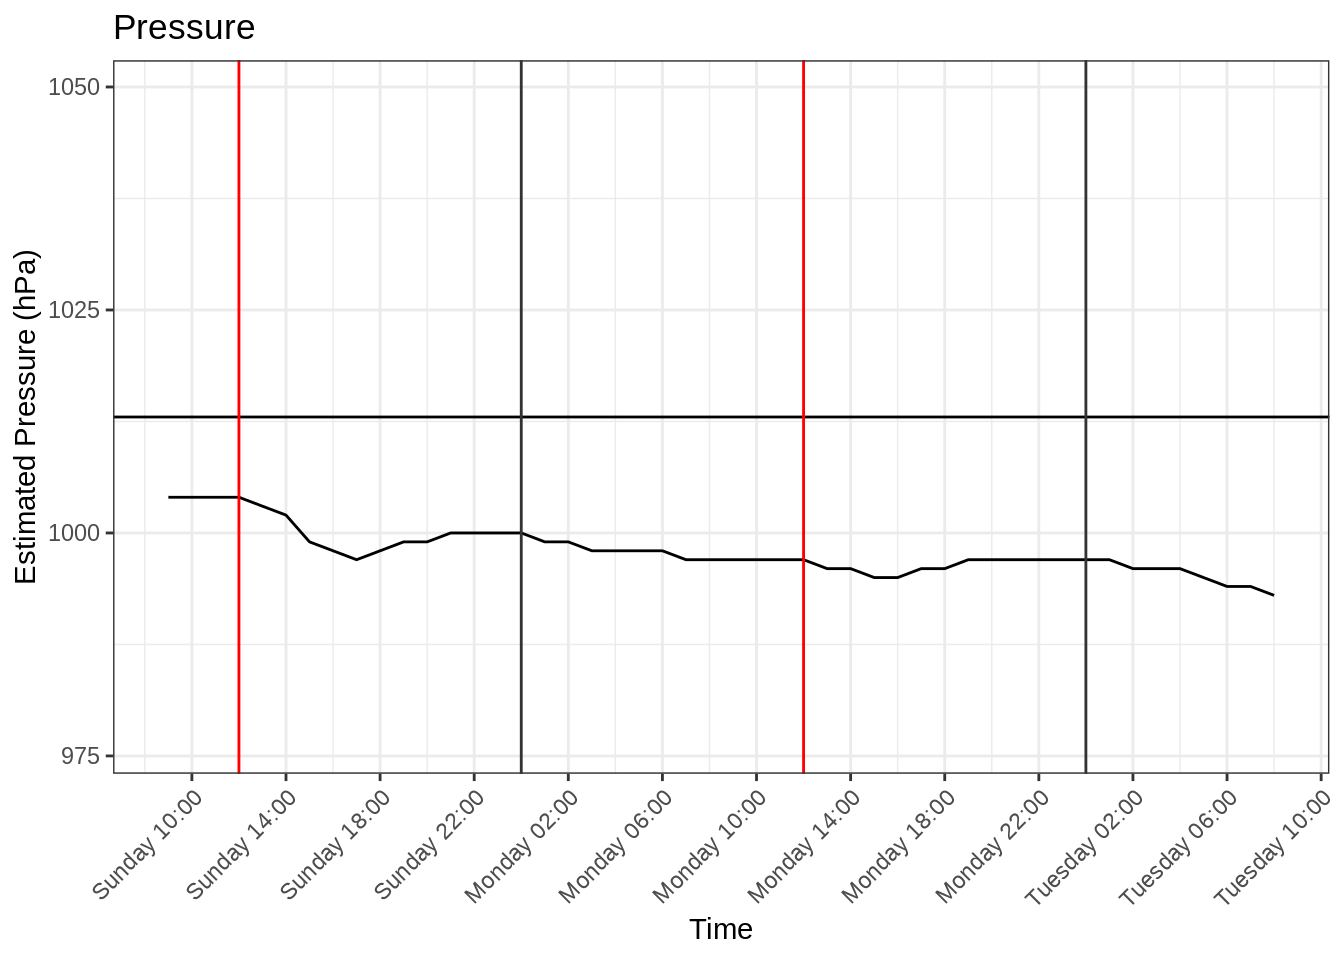 Pressure
Estimated Pressure (hPa)
1050
1025
1000
975
Sunday 10:00
Sunday 14:00
Sunday 18:00
Sunday 22:00
Monday 02:00
Monday 06:00
Monday 10:00
Monday 14:00
Monday 18:00
Monday 22:00
Tuesday 02:00
Tuesday 06:00
Tuesday 10:00
Time